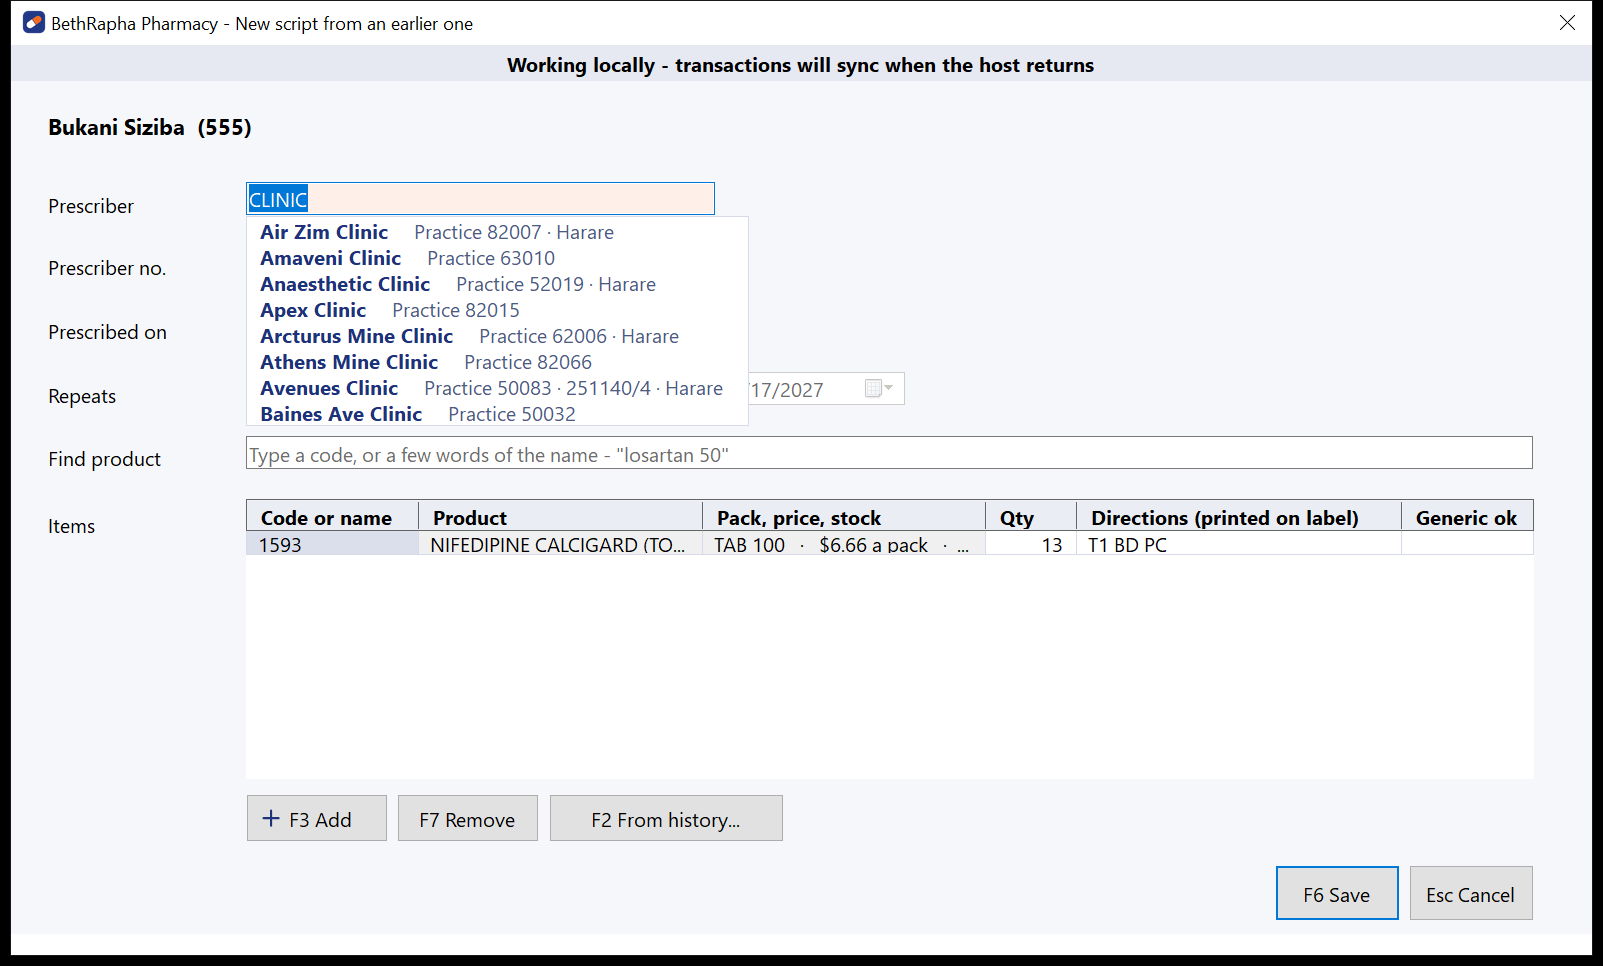 BethRapha Pharmacy - New script from an earlier one
Working locally - transactions will sync when the host returns
Bukani Siziba (555)
Prescriber
CLINIC
Air Zim Clinic Practice 82007 · Harare
Amaveni Clinic Practice 63010
Anaesthetic Clinic Practice 52019 · Harare
Apex Clinic Practice 82015
Arcturus Mine Clinic Practice 62006 · Harare
Athens Mine Clinic Practice 82066
Avenues Clinic Practice 50083 · 251140/4 · Harare
Baines Ave Clinic Practice 50032
Prescriber no.
Prescribed on
Repeats
/17/2027
Find product
Type a code, or a few words of the name - "losartan 50"
Items
Code or name Product Pack, price, stock Qty Directions (printed on label) Generic ok
1593 NIFEDIPINE CALCIGARD (TO... TAB 100 · $6.66 a pack · ... 13 T1 BD PC
+ F3 Add F7 Remove F2 From history...
F6 Save Esc Cancel